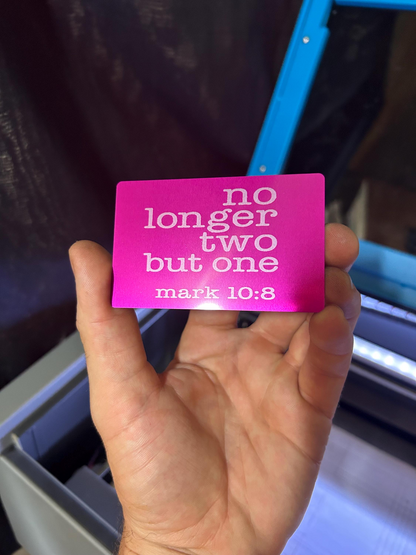 no
longer
two
but one
mark 10:8